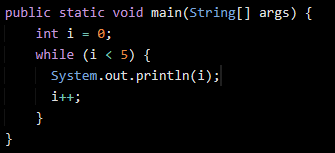 public static void main(String[] args) {
    int i = 0;
    while (i < 5) {
      System.out.println(i);
      i++;
    }
}